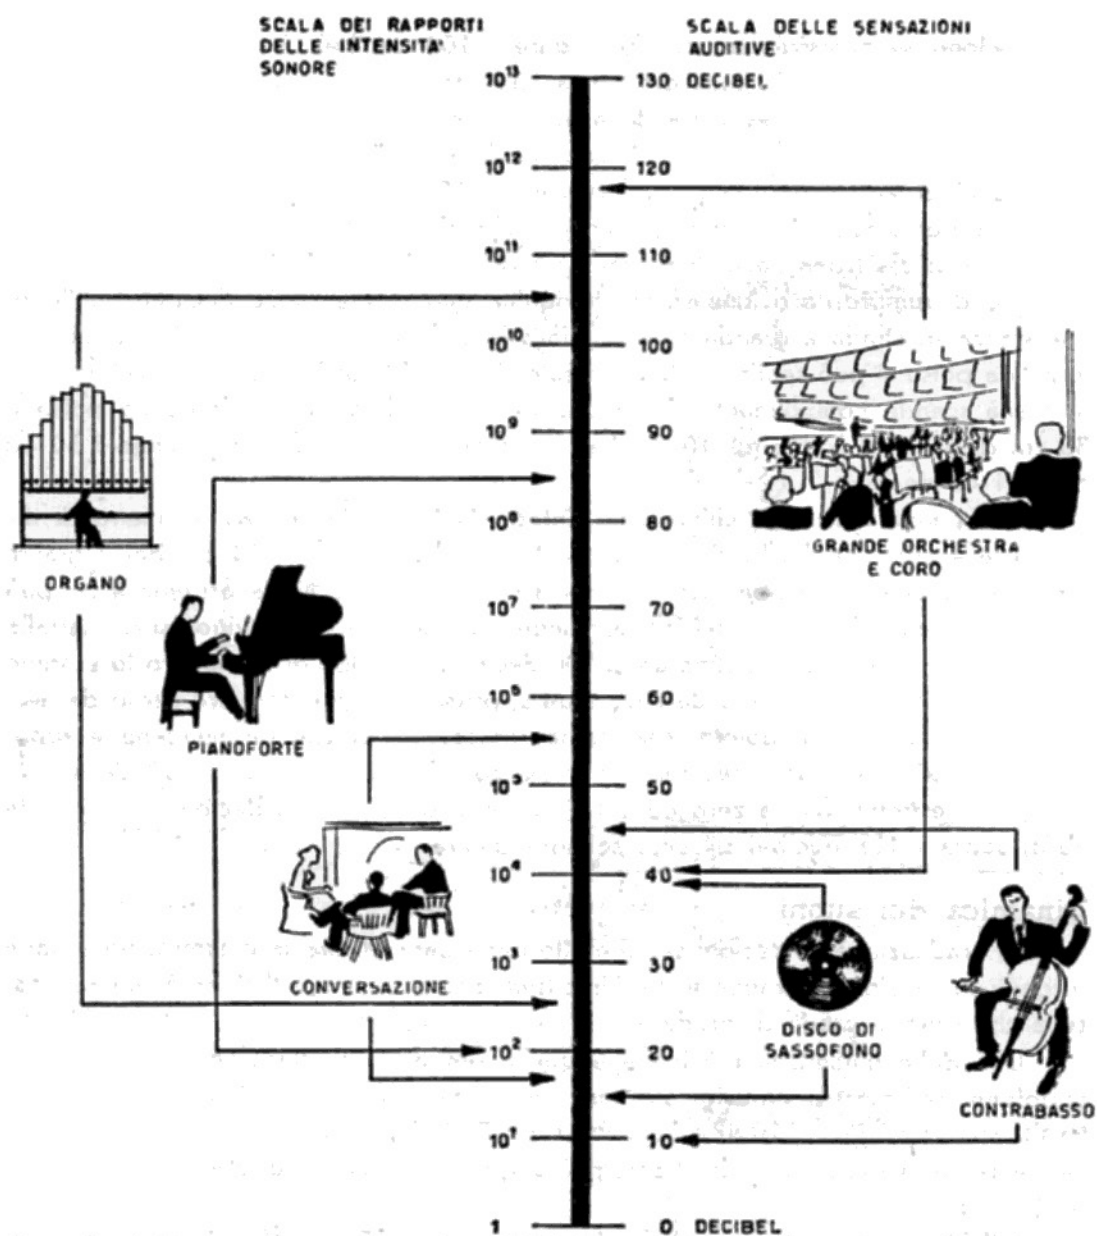 SCALA DEI RAPPORTI
DELLE INTENSITA'
SONORE
SCALA DELLE SENSAZIONI
AUDITIVE
10¹³ 130 DECIBEL
10¹² 120
10¹¹ 110
10¹⁰ 100
10⁹ 90
10⁸ 80
GRANDE ORCHESTRA
E CORO
ORGANO
10⁷ 70
10⁶ 60
PIANOFORTE
10⁵ 50
10⁴ 40
10³ 30
CONVERSAZIONE
DISCO DI
SASSOFONO
10² 20
CONTRABASSO
10¹ 10
1 0 DECIBEL